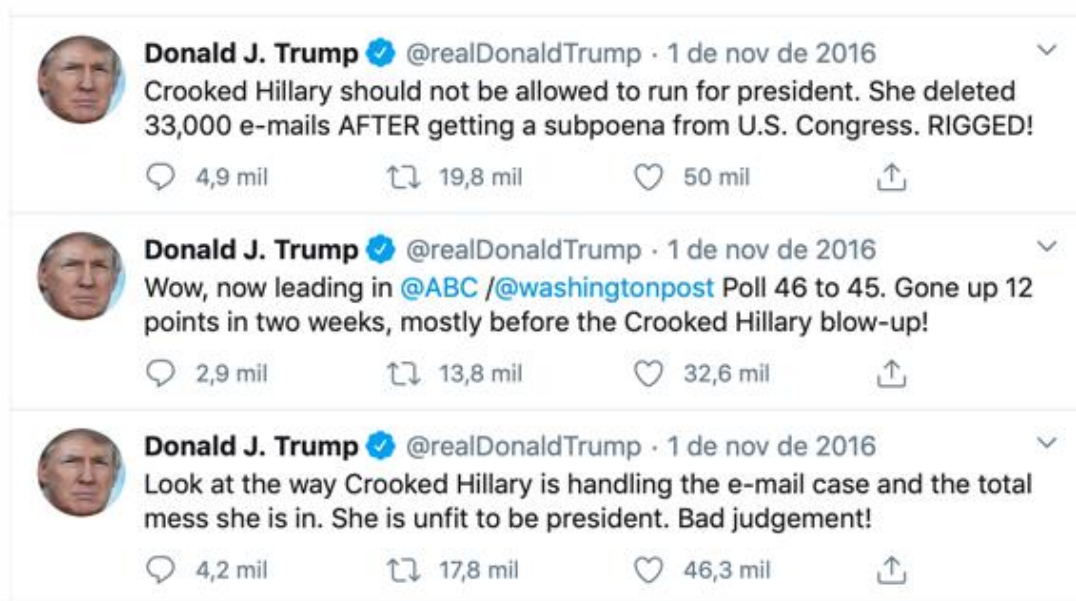 Donald J. Trump @realDonaldTrump · 1 de nov de 2016
Crooked Hillary should not be allowed to run for president. She deleted
33,000 e-mails AFTER getting a subpoena from U.S. Congress. RIGGED!
4,9 mil 19,8 mil 50 mil
Donald J. Trump @realDonaldTrump · 1 de nov de 2016
Wow, now leading in @ABC /@washingtonpost Poll 46 to 45. Gone up 12
points in two weeks, mostly before the Crooked Hillary blow-up!
2,9 mil 13,8 mil 32,6 mil
Donald J. Trump @realDonaldTrump · 1 de nov de 2016
Look at the way Crooked Hillary is handling the e-mail case and the total
mess she is in. She is unfit to be president. Bad judgement!
4,2 mil 17,8 mil 46,3 mil